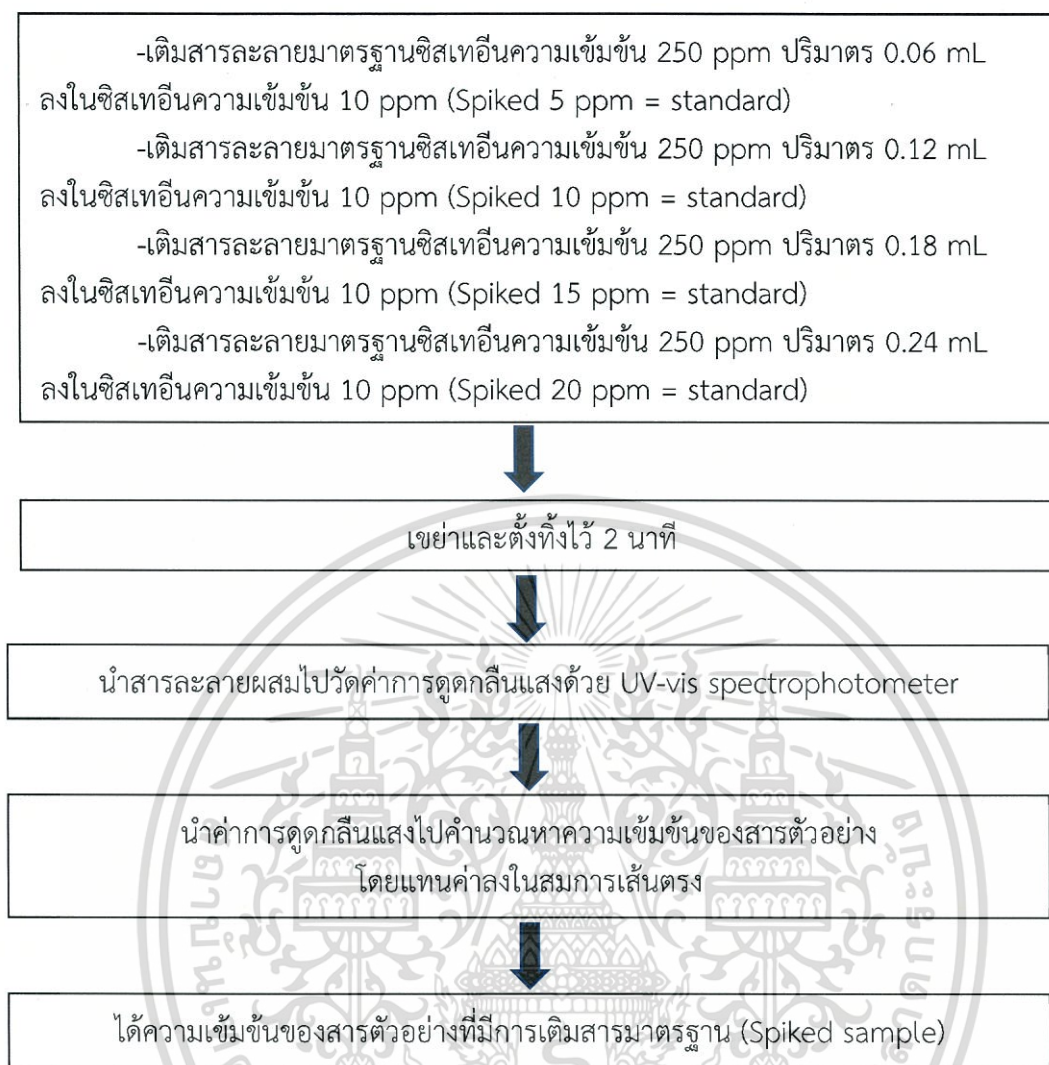 -เติมสารละลายมาตรฐานซิสเทอีนความเข้มข้น 250 ppm ปริมาตร 0.06 mL
ลงในซิสเทอีนความเข้มข้น 10 ppm (Spiked 5 ppm = standard)
-เติมสารละลายมาตรฐานซิสเทอีนความเข้มข้น 250 ppm ปริมาตร 0.12 mL
ลงในซิสเทอีนความเข้มข้น 10 ppm (Spiked 10 ppm = standard)
-เติมสารละลายมาตรฐานซิสเทอีนความเข้มข้น 250 ppm ปริมาตร 0.18 mL
ลงในซิสเทอีนความเข้มข้น 10 ppm (Spiked 15 ppm = standard)
-เติมสารละลายมาตรฐานซิสเทอีนความเข้มข้น 250 ppm ปริมาตร 0.24 mL
ลงในซิสเทอีนความเข้มข้น 10 ppm (Spiked 20 ppm = standard)
เขย่าและตั้งทิ้งไว้ 2 นาที
นำสารละลายผสมไปวัดค่าการดูดกลืนแสงด้วย UV-vis spectrophotometer
นำค่าการดูดกลืนแสงไปคำนวณหาความเข้มข้นของสารตัวอย่าง
โดยแทนค่าลงในสมการเส้นตรง
ได้ความเข้มข้นของสารตัวอย่างที่มีการเติมสารมาตรฐาน (Spiked sample)